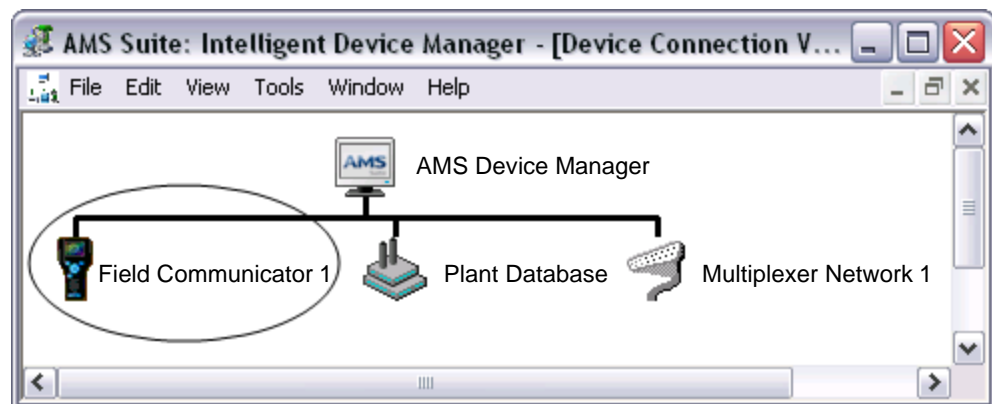 AMS Suite: Intelligent Device Manager - [Device Connection V...
File Edit View Tools Window Help
AMS
AMS Device Manager
Field Communicator 1
Plant Database
Multiplexer Network 1